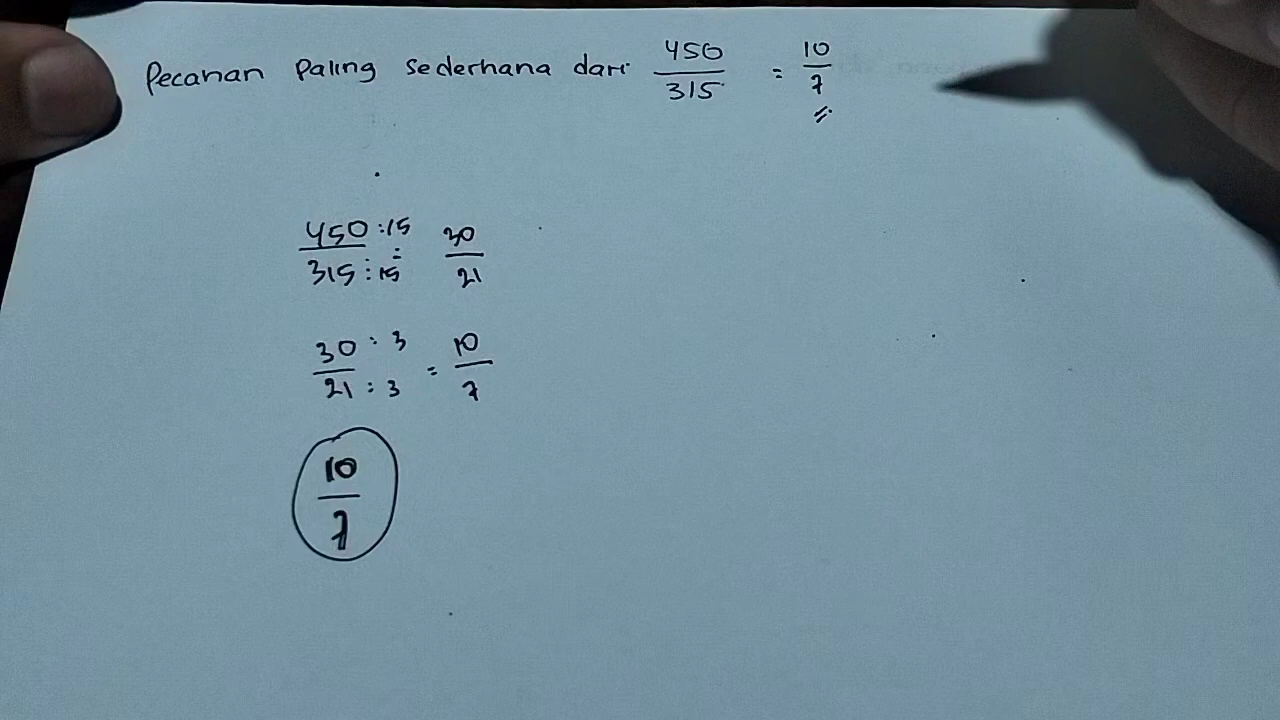 Pecahan Paling Sederhana dari 450/315 = 10/7
450 : 15 / 315 : 15 = 30/21
30 : 3 / 21 : 3 = 10/7
10/7